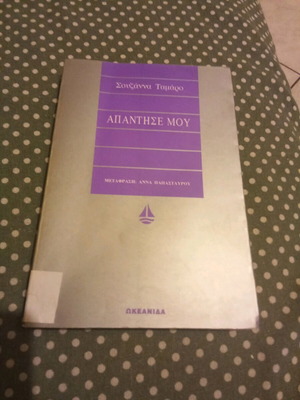 Σουζάννα Ταμάρο
ΑΠΑΝΤΗΣΕ ΜΟΥ
ΜΕΤΑΦΡΑΣΗ: ΑΝΝΑ ΠΑΠΑΣΤΑΥΡΟΥ
ΩΚΕΑΝΙΔΑ